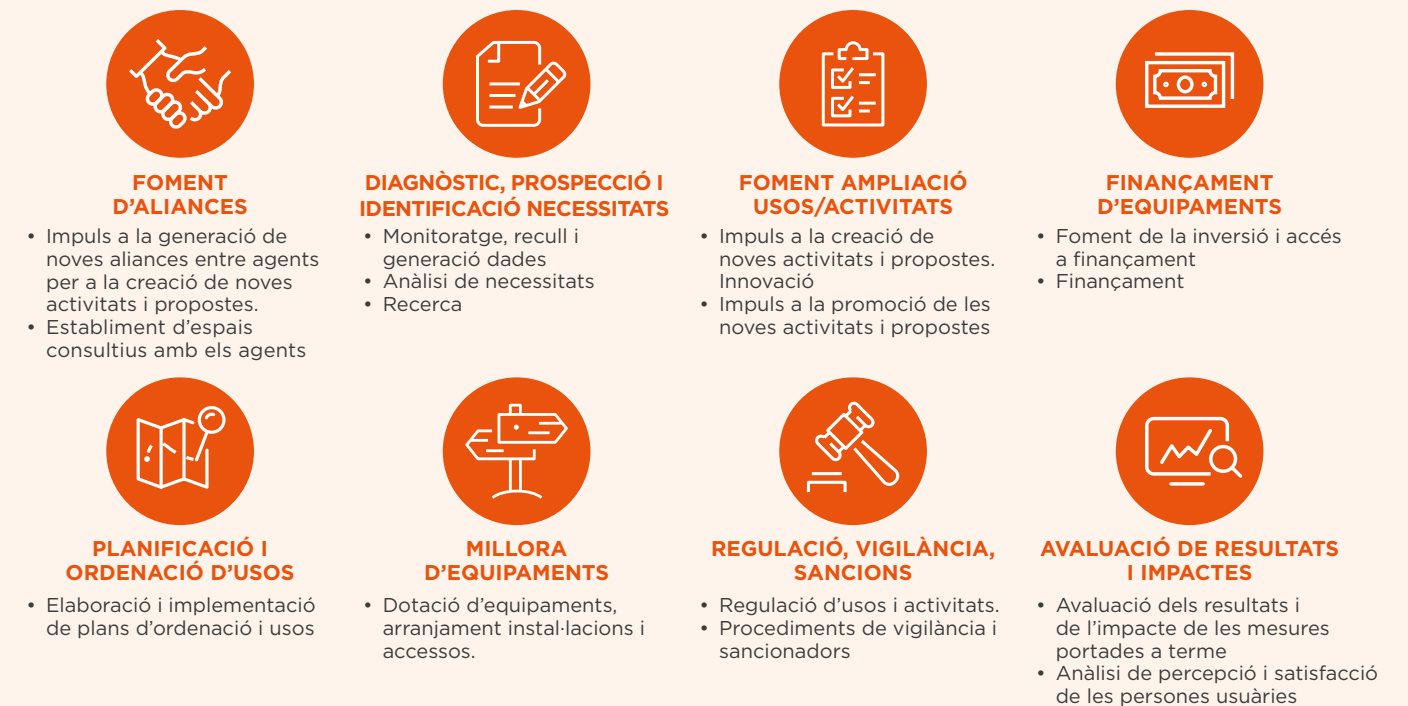 FOMENT
D’ALIANCES
• Impuls a la generació de
noves aliances entre agents
per a la creació de noves
activitats i propostes.
• Establiment d’espais
consultius amb els agents
DIAGNÒSTIC, PROSPECCIÓ I
IDENTIFICACIÓ NECESSITATS
• Monitoratge, recull i
generació dades
• Anàlisi de necessitats
• Recerca
FOMENT AMPLIACIÓ
USOS/ACTIVITATS
• Impuls a la creació de
noves activitats i propostes.
Innovació
• Impuls a la promoció de les
noves activitats i propostes
FINANÇAMENT
D’EQUIPAMENTS
• Foment de la inversió i accés
a finançament
• Finançament
PLANIFICACIÓ I
ORDENACIÓ D’USOS
• Elaboració i implementació
de plans d’ordenació i usos
MILLORA
D’EQUIPAMENTS
• Dotació d’equipaments,
arranjament instal·lacions i
accessos.
REGULACIÓ, VIGILÀNCIA,
SANCIONS
• Regulació d’usos i activitats.
• Procediments de vigilància i
sancionadors
AVALUACIÓ DE RESULTATS
I IMPACTES
• Avaluació dels resultats i
de l’impacte de les mesures
portades a terme
• Anàlisi de percepció i satisfacció
de les persones usuàries